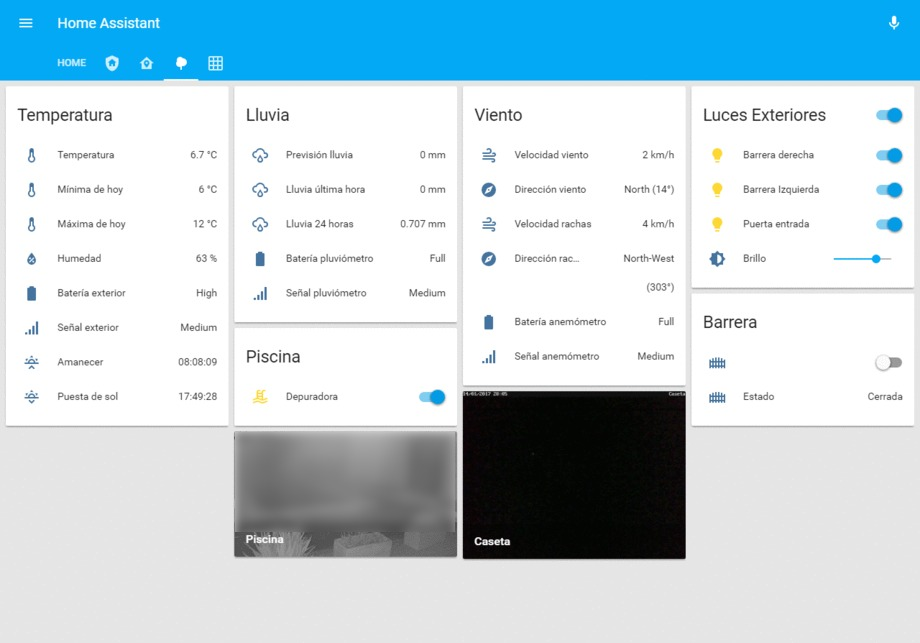 Home Assistant
HOME
Temperatura
Temperatura 6.7 °C
Mínima de hoy 6 °C
Máxima de hoy 12 °C
Humedad 63 %
Batería exterior High
Señal exterior Medium
Amanecer 08:08:09
Puesta de sol 17:49:28
Lluvia
Previsión lluvia 0 mm
Lluvia última hora 0 mm
Lluvia 24 horas 0.707 mm
Batería pluviómetro Full
Señal pluviómetro Medium
Piscina
Depuradora
Piscina
Viento
Velocidad viento 2 km/h
Dirección viento North (14°)
Velocidad rachas 4 km/h
Dirección rac... North-West
(303°)
Batería anemómetro Full
Señal anemómetro Medium
14/01/2017 20:05 Caseta
Caseta
Luces Exteriores
Barrera derecha
Barrera Izquierda
Puerta entrada
Brillo
Barrera
Estado Cerrada